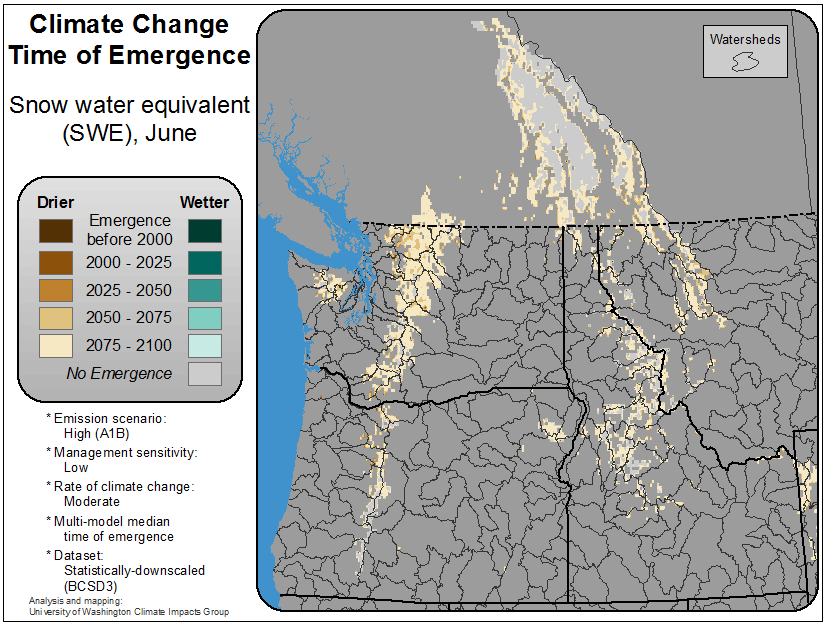 Climate Change
Time of Emergence
Snow water equivalent
(SWE), June
Drier
Wetter
Emergence
before 2000
2000 - 2025
2025 - 2050
2050 - 2075
2075 - 2100
No Emergence
* Emission scenario:
High (A1B)
* Management sensitivity:
Low
* Rate of climate change:
Moderate
* Multi-model median
time of emergence
* Dataset:
Statistically-downscaled
(BCSD3)
Analysis and mapping:
University of Washington Climate Impacts Group
Watersheds